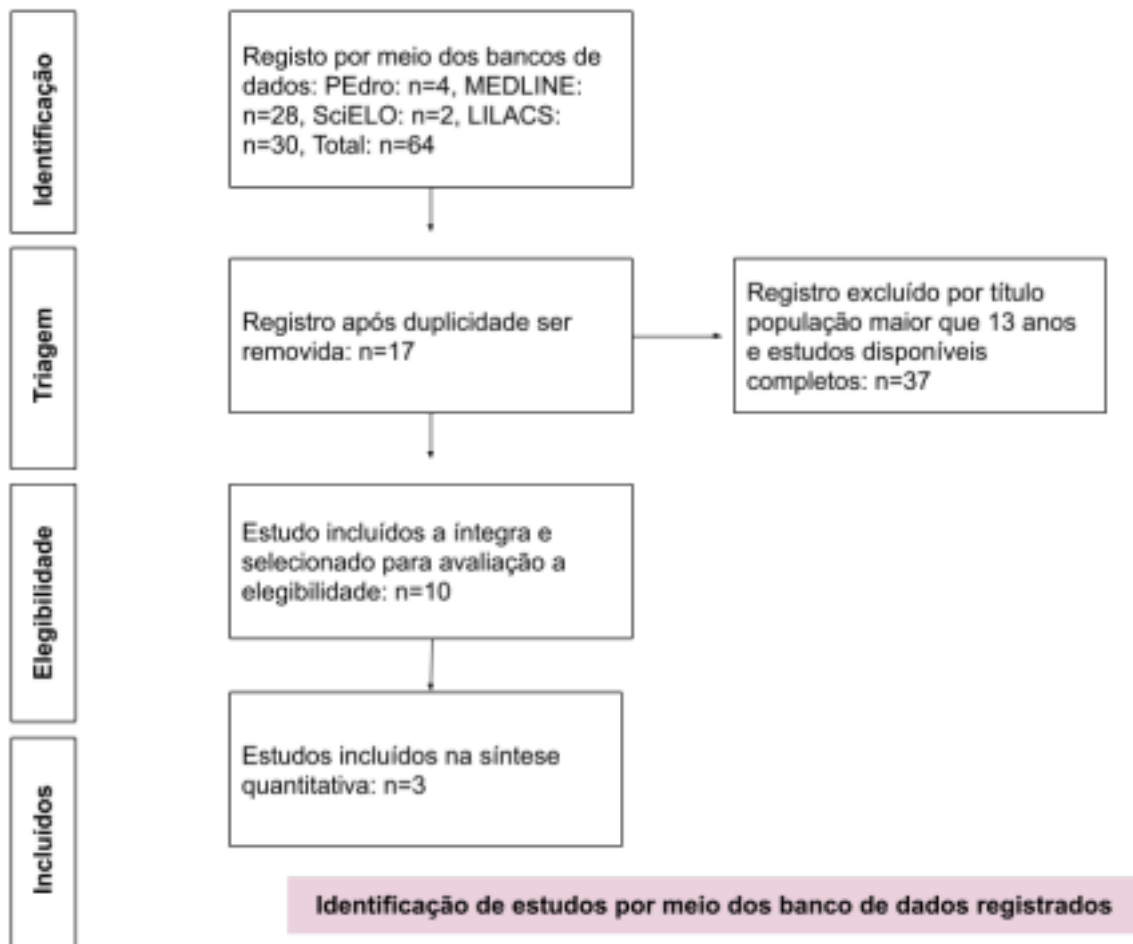 Identificação
Registo por meio dos bancos de
dados: PEdro: n=4, MEDLINE:
n=28, SciELO: n=2, LILACS:
n=30, Total: n=64
Triagem
Registro após duplicidade ser
removida: n=17
Registro excluído por título
população maior que 13 anos
e estudos disponíveis
completos: n=37
Elegibilidade
Estudo incluídos a íntegra e
selecionado para avaliação a
elegibilidade: n=10
Incluídos
Estudos incluídos na síntese
quantitativa: n=3
Identificação de estudos por meio dos banco de dados registrados